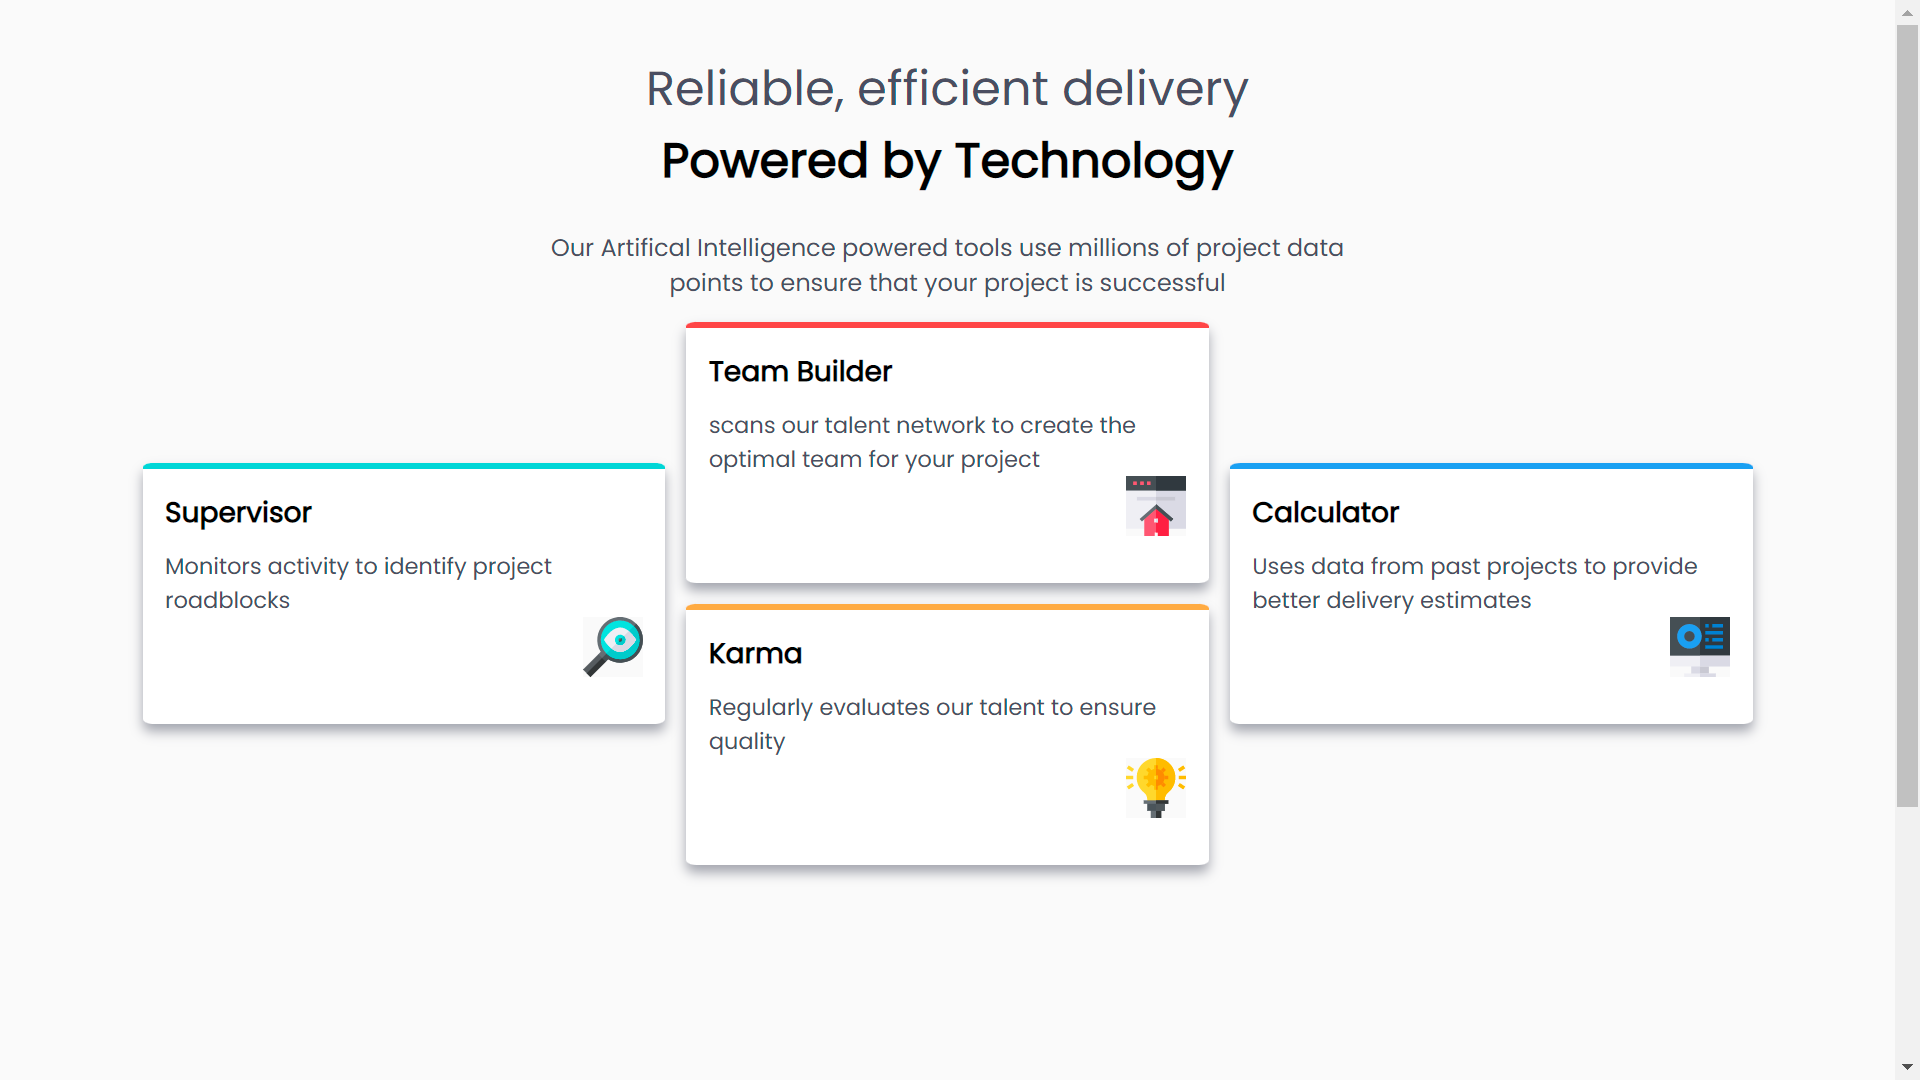 Reliable, efficient delivery
Powered by Technology
Our Artifical Intelligence powered tools use millions of project data
points to ensure that your project is successful
Team Builder
scans our talent network to create the
optimal team for your project
Supervisor
Monitors activity to identify project
roadblocks
Calculator
Uses data from past projects to provide
better delivery estimates
Karma
Regularly evaluates our talent to ensure
quality